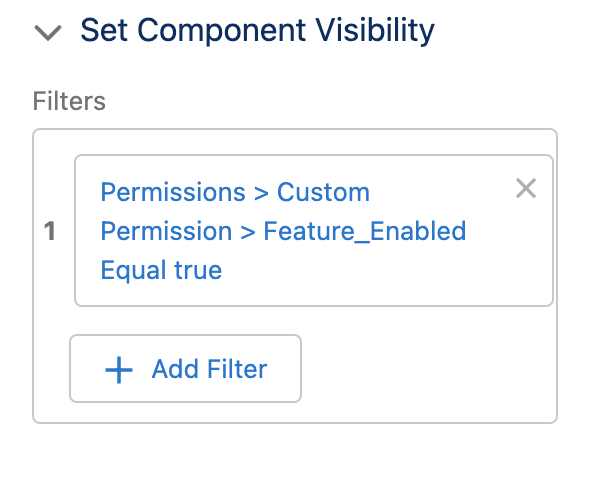 Set Component Visibility
Filters
1
Permissions > Custom
Permission > Feature_Enabled
Equal true
Add Filter